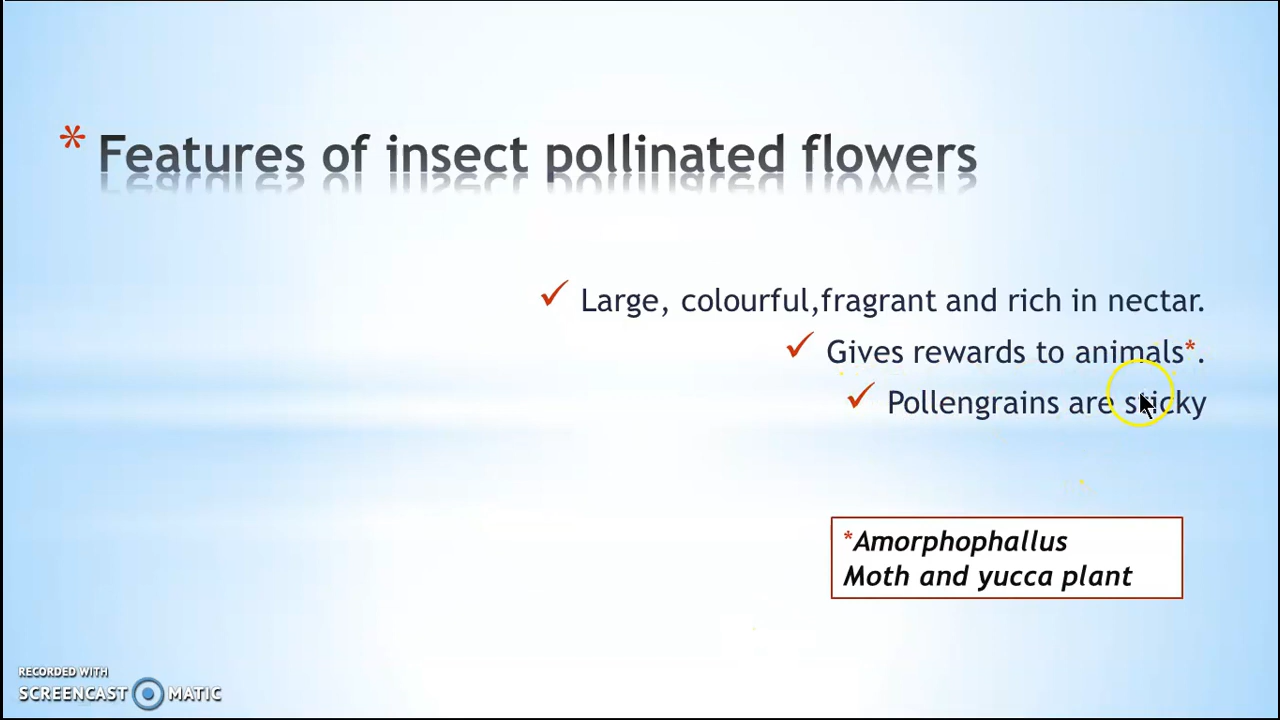 * Features of insect pollinated flowers
✓ Large, colourful,fragrant and rich in nectar.
✓ Gives rewards to animals*.
✓ Pollengrains are sticky
*Amorphophallus
Moth and yucca plant
RECORDED WITH
SCREENCAST MATIC